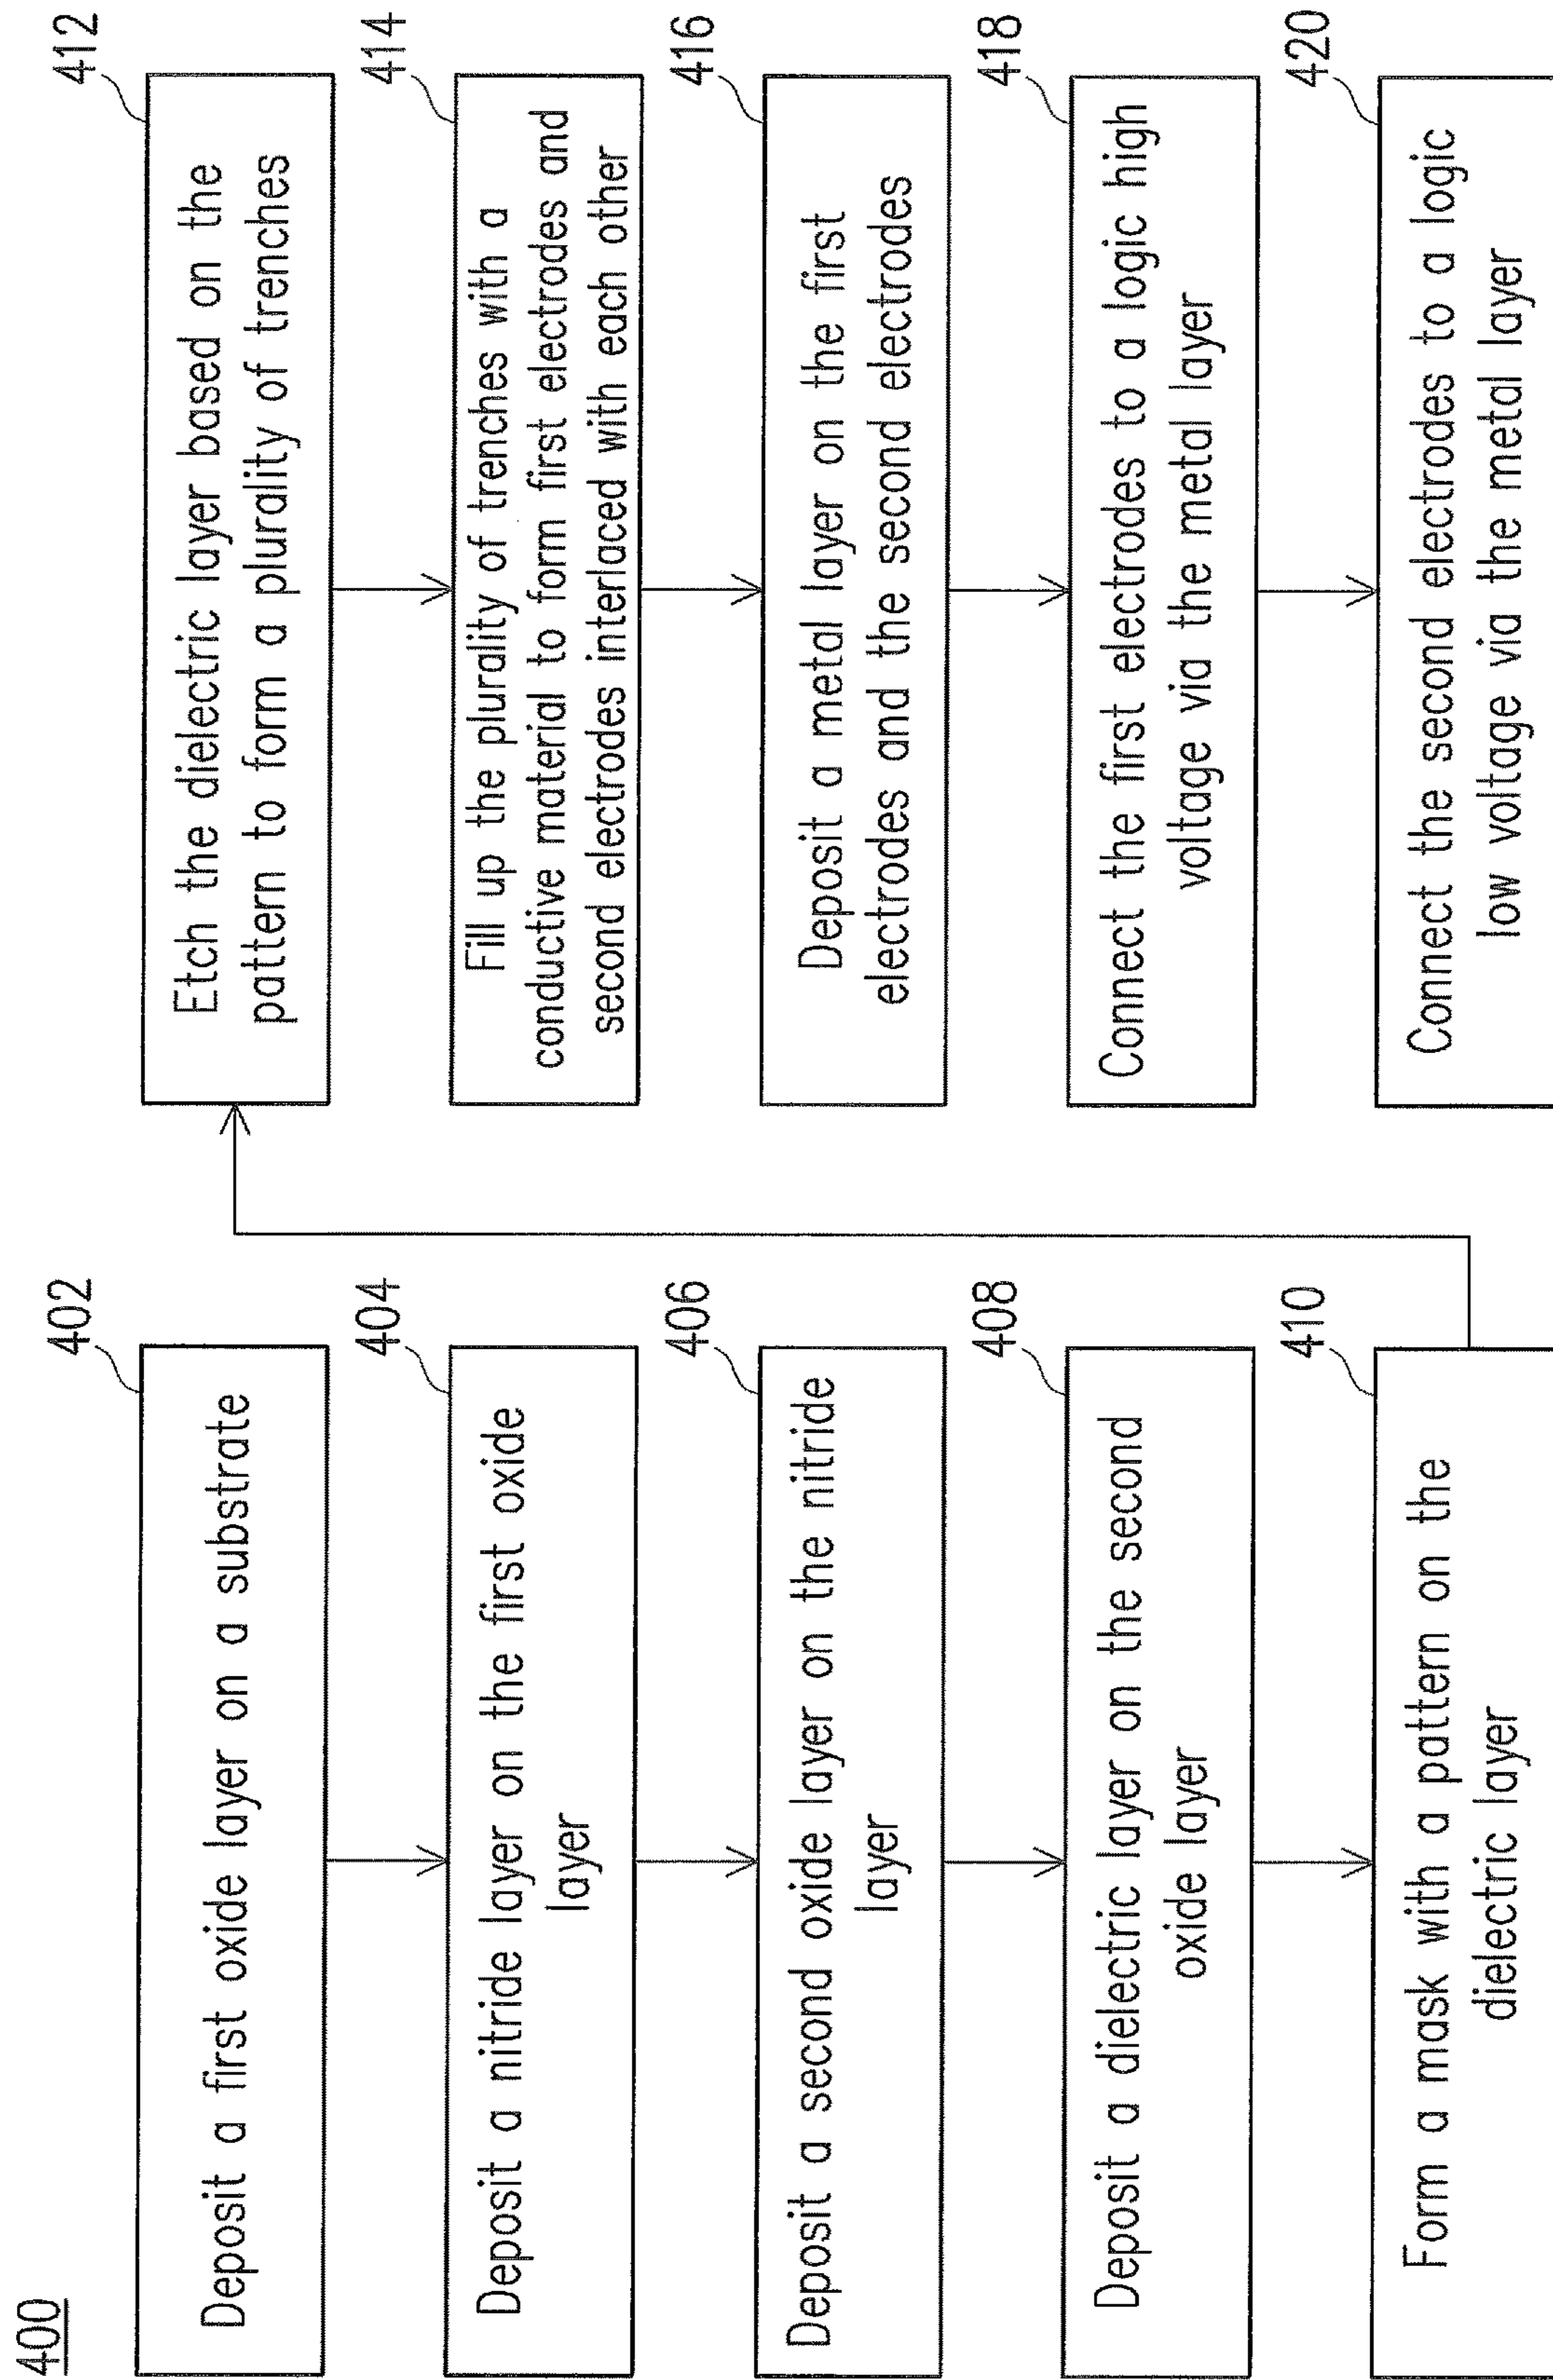 400
402
Deposit a first oxide layer on a substrate
404
Deposit a nitride layer on the first oxide
layer
406
Deposit a second oxide layer on the nitride
layer
408
Deposit a dielectric layer on the second
oxide layer
410
Form a mask with a pattern on the
dielectric layer
412
Etch the dielectric layer based on the
pattern to form a plurality of trenches
414
Fill up the plurality of trenches with a
conductive material to form first electrodes and
second electrodes interlaced with each other
416
Deposit a metal layer on the first
electrodes and the second electrodes
418
Connect the first electrodes to a logic high
voltage via the metal layer
420
Connect the second electrodes to a logic
low voltage via the metal layer